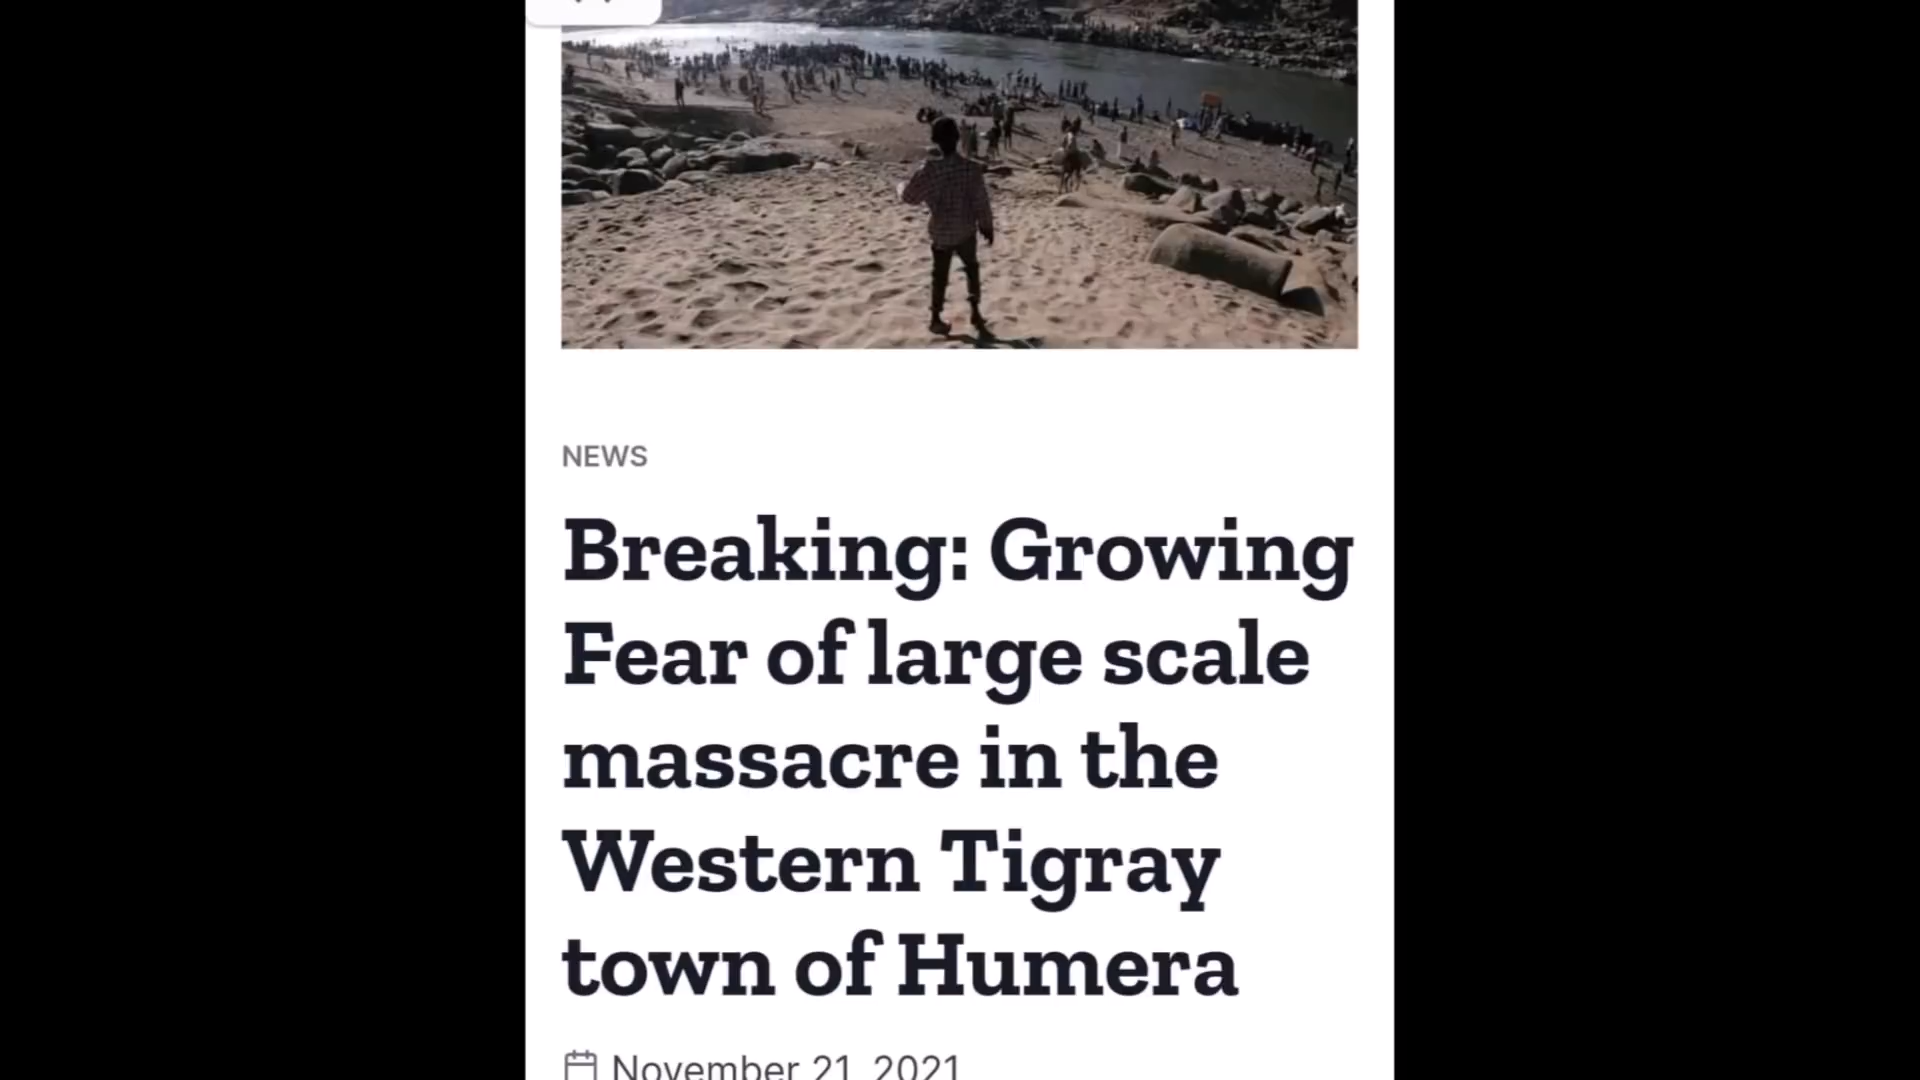 NEWS
Breaking: Growing
Fear of large scale
massacre in the
Western Tigray
town of Humera
November 21, 2021